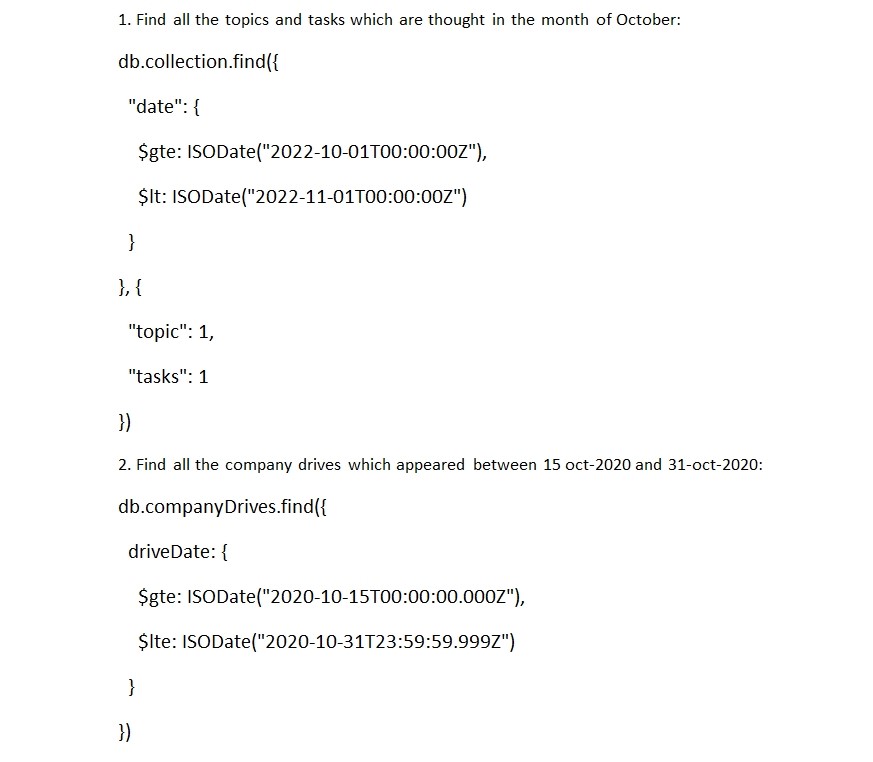 1. Find all the topics and tasks which are thought in the month of October:
db.collection.find({
"date": {
$gte: ISODate("2022-10-01T00:00:00Z"),
$lt: ISODate("2022-11-01T00:00:00Z")
}
}, {
"topic": 1,
"tasks": 1
})
2. Find all the company drives which appeared between 15 oct-2020 and 31-oct-2020:
db.companyDrives.find({
driveDate: {
$gte: ISODate("2020-10-15T00:00:00.000Z"),
$lte: ISODate("2020-10-31T23:59:59.999Z")
}
})